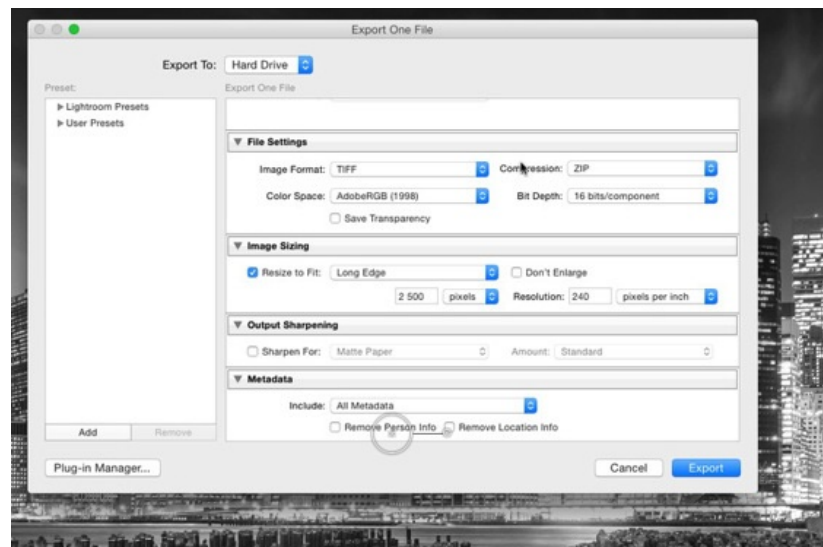 Export One File
Export To: Hard Drive
Preset:
Export One File
Lightroom Presets
User Presets
File Settings
Image Format: TIFF Compression: ZIP
Color Space: AdobeRGB (1998) Bit Depth: 16 bits/component
Save Transparency
Image Sizing
Resize to Fit: Long Edge Don't Enlarge
2 500 pixels Resolution: 240 pixels per inch
Output Sharpening
Sharpen For: Matte Paper Amount: Standard
Metadata
Include: All Metadata
Remove Person Info Remove Location Info
Add Remove
Plug-in Manager... Cancel Export